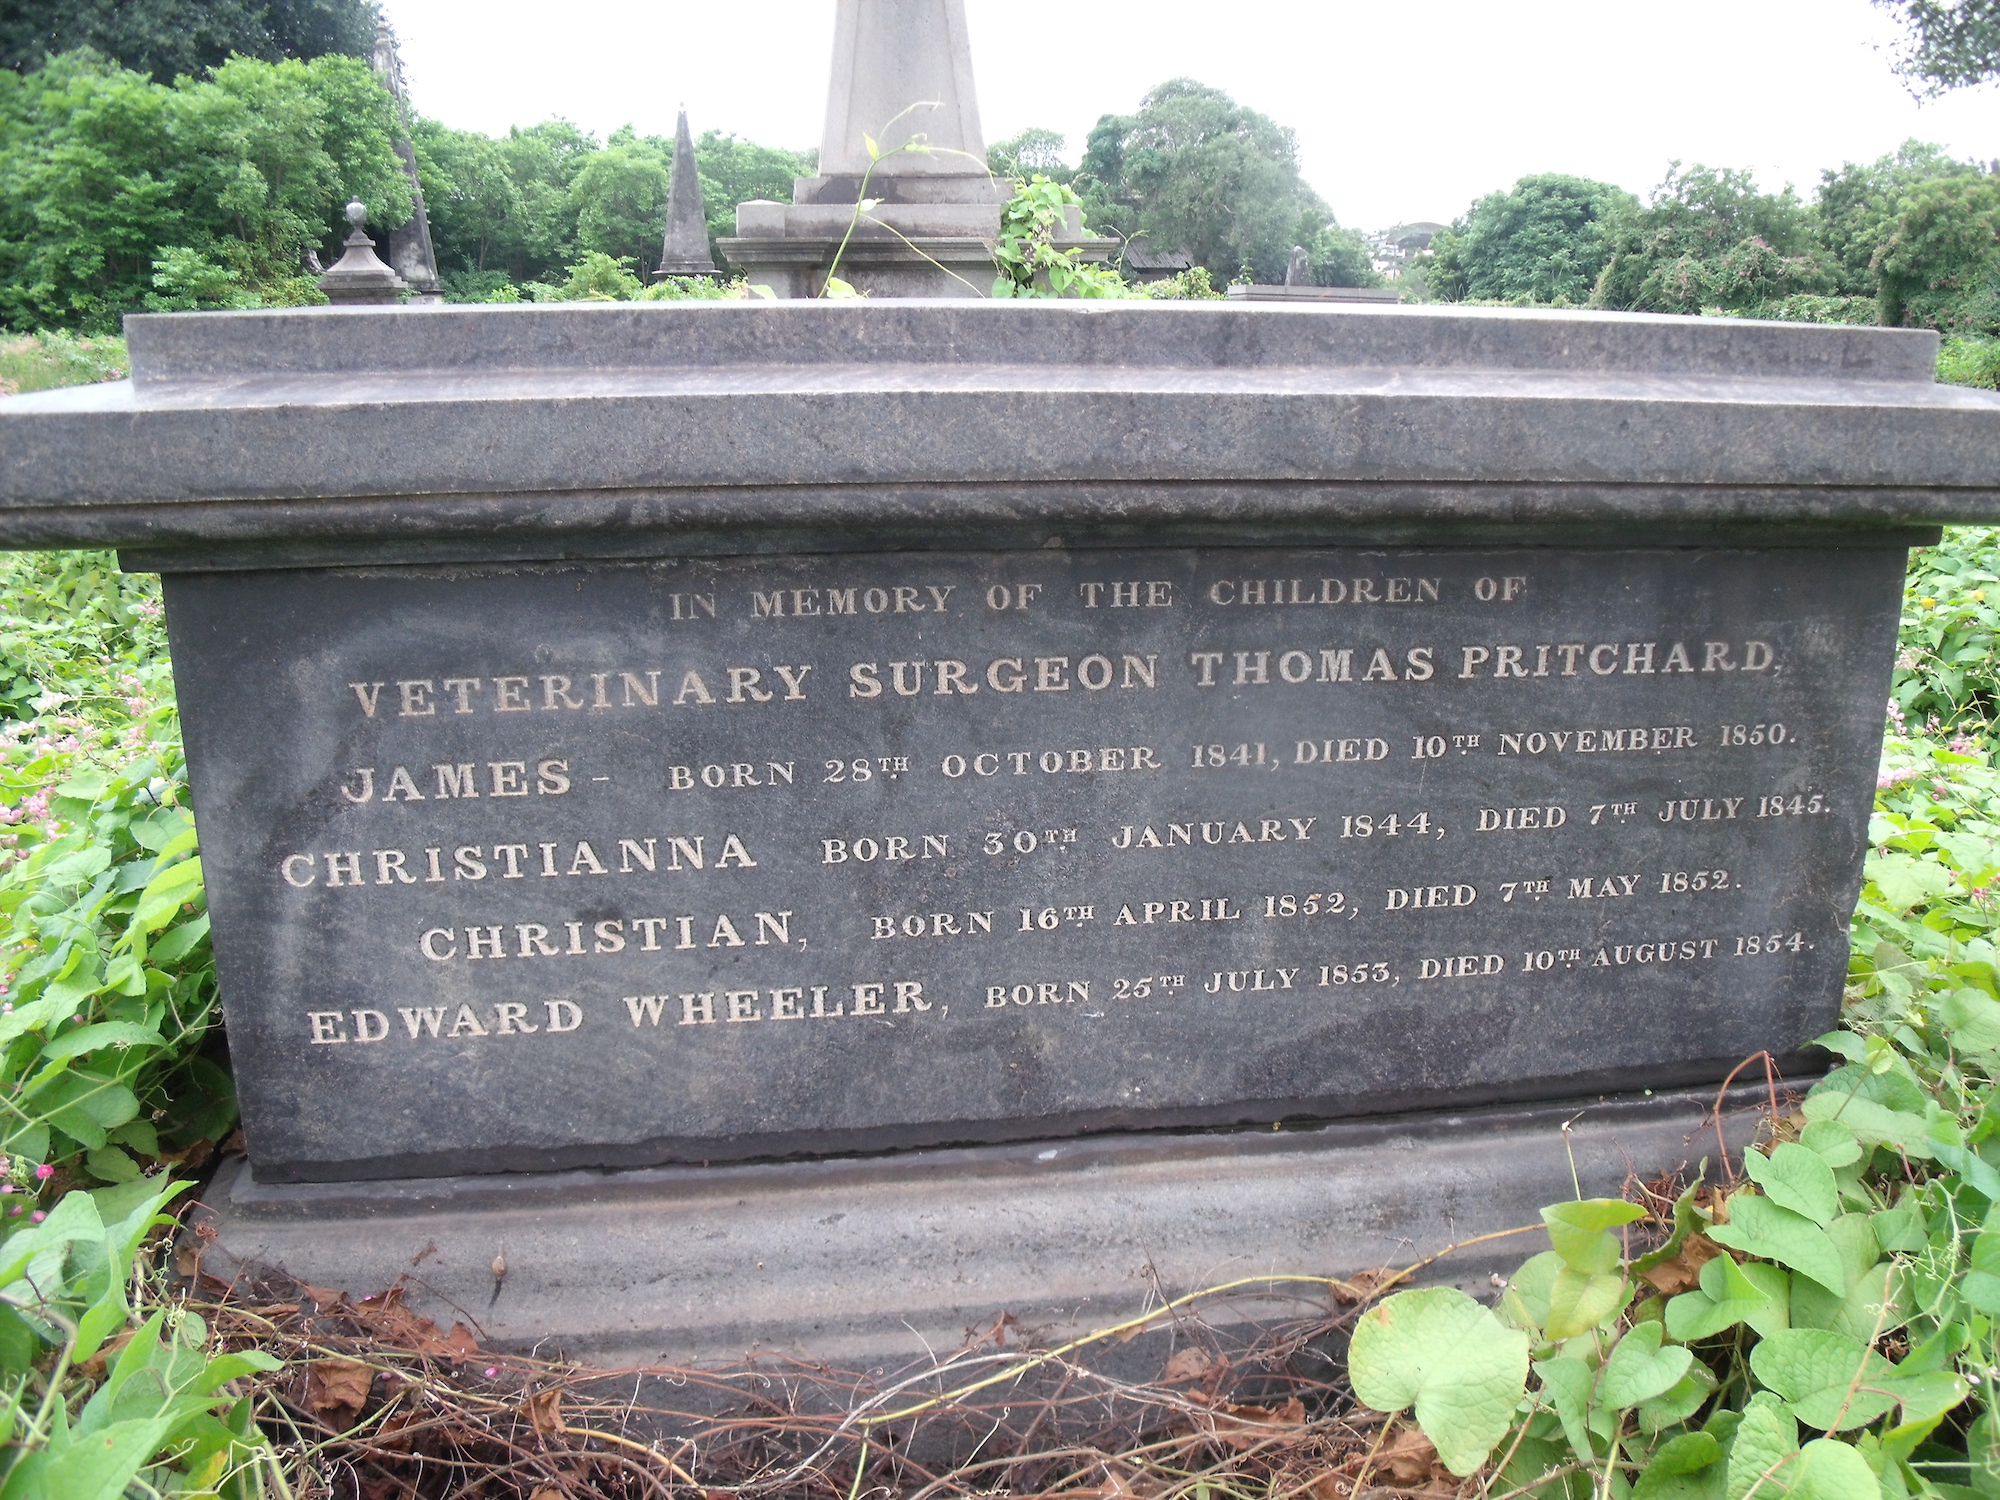 IN MEMORY OF THE CHILDREN OF
VETERINARY SURGEON THOMAS PRITCHARD,
JAMES - BORN 28TH OCTOBER 1841, DIED 10TH NOVEMBER 1850.
CHRISTIANNA BORN 30TH JANUARY 1844, DIED 7TH JULY 1845.
CHRISTIAN, BORN 16TH APRIL 1852, DIED 7TH MAY 1852.
EDWARD WHEELER, BORN 25TH JULY 1853, DIED 10TH AUGUST 1854.